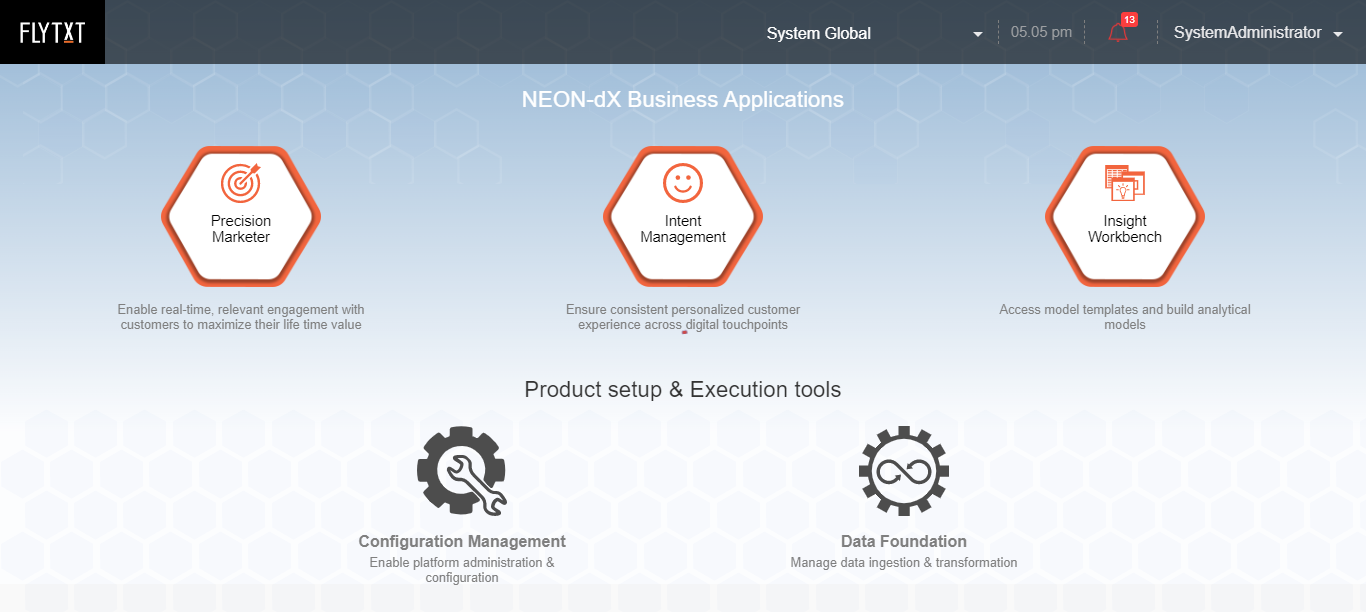 FLYTXT
System Global
05.05 pm
13
SystemAdministrator
NEON-dX Business Applications
Precision
Marketer
Enable real-time, relevant engagement with
customers to maximize their life time value
Intent
Management
Ensure consistent personalized customer
experience across digital touchpoints
Insight
Workbench
Access model templates and build analytical
models
Product setup & Execution tools
Configuration Management
Enable platform administration &
configuration
Data Foundation
Manage data ingestion & transformation